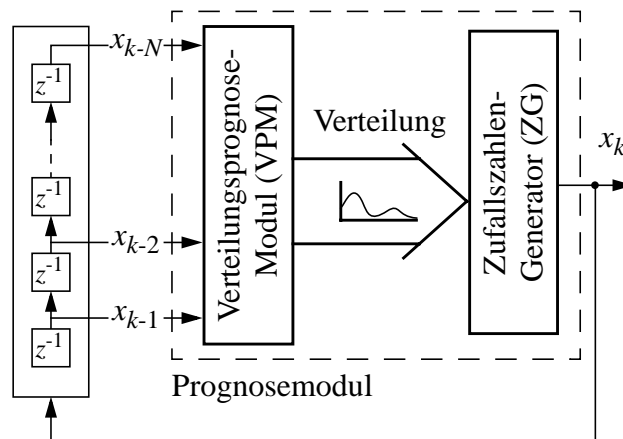 x_{k-N}
z^{-1}
z^{-1}
x_{k-2}
z^{-1}
x_{k-1}
z^{-1}
Verteilungsprognose-
Modul (VPM)
Verteilung
Zufallszahlen-
Generator (ZG)
x_k
Prognosemodul